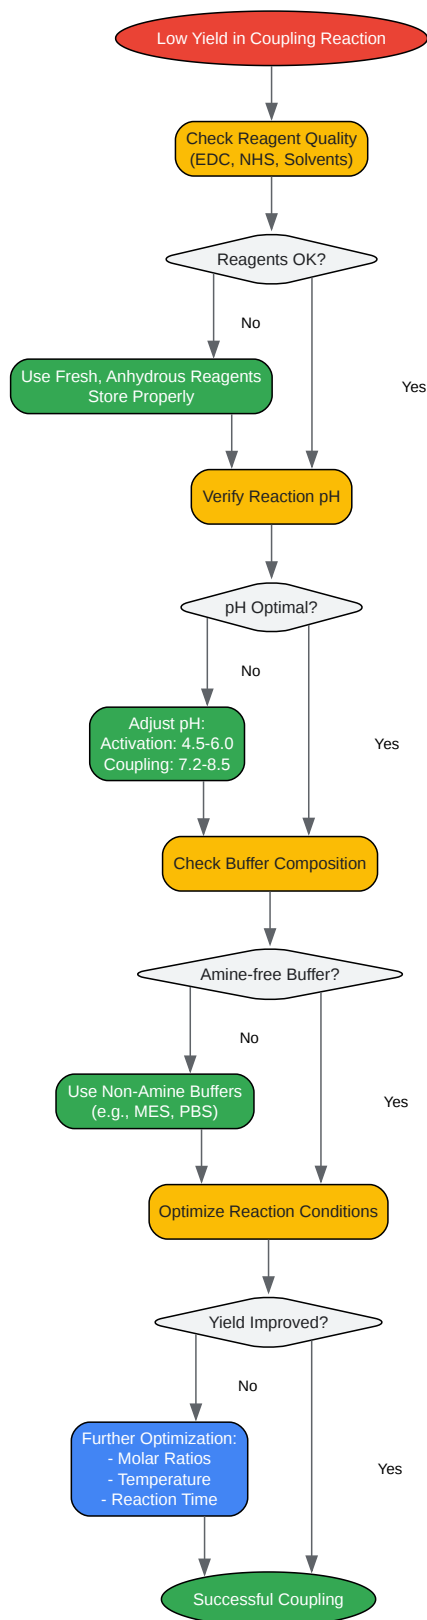 Low Yield in Coupling Reaction
Check Reagent Quality
(EDC, NHS, Solvents)
Reagents OK?
No
Use Fresh, Anhydrous Reagents
Store Properly
Yes
Verify Reaction pH
pH Optimal?
No
Adjust pH:
Activation: 4.5-6.0
Coupling: 7.2-8.5
Yes
Check Buffer Composition
Amine-free Buffer?
No
Use Non-Amine Buffers
(e.g., MES, PBS)
Yes
Optimize Reaction Conditions
Yield Improved?
No
Further Optimization:
- Molar Ratios
- Temperature
- Reaction Time
Yes
Successful Coupling